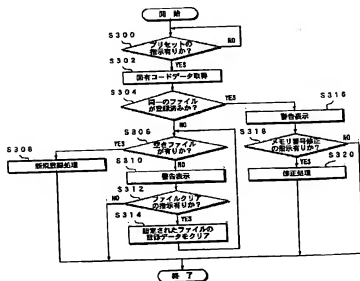 開始
S300
プリセットの
指示有りか?
NO
YES
S302
固有コードデータ取得
S304
同一のファイル
が登録済みか?
YES
NO
S316
警告表示
S306
空きファイル
が有りか?
YES
NO
S308
新規登録処理
S310
警告表示
S318
メモリ番号修正
の指示有りか?
NO
YES
S312
ファイルクリア
の指示有りか?
NO
YES
S320
修正処理
S314
設定されたファイルの
登録データをクリア
終了